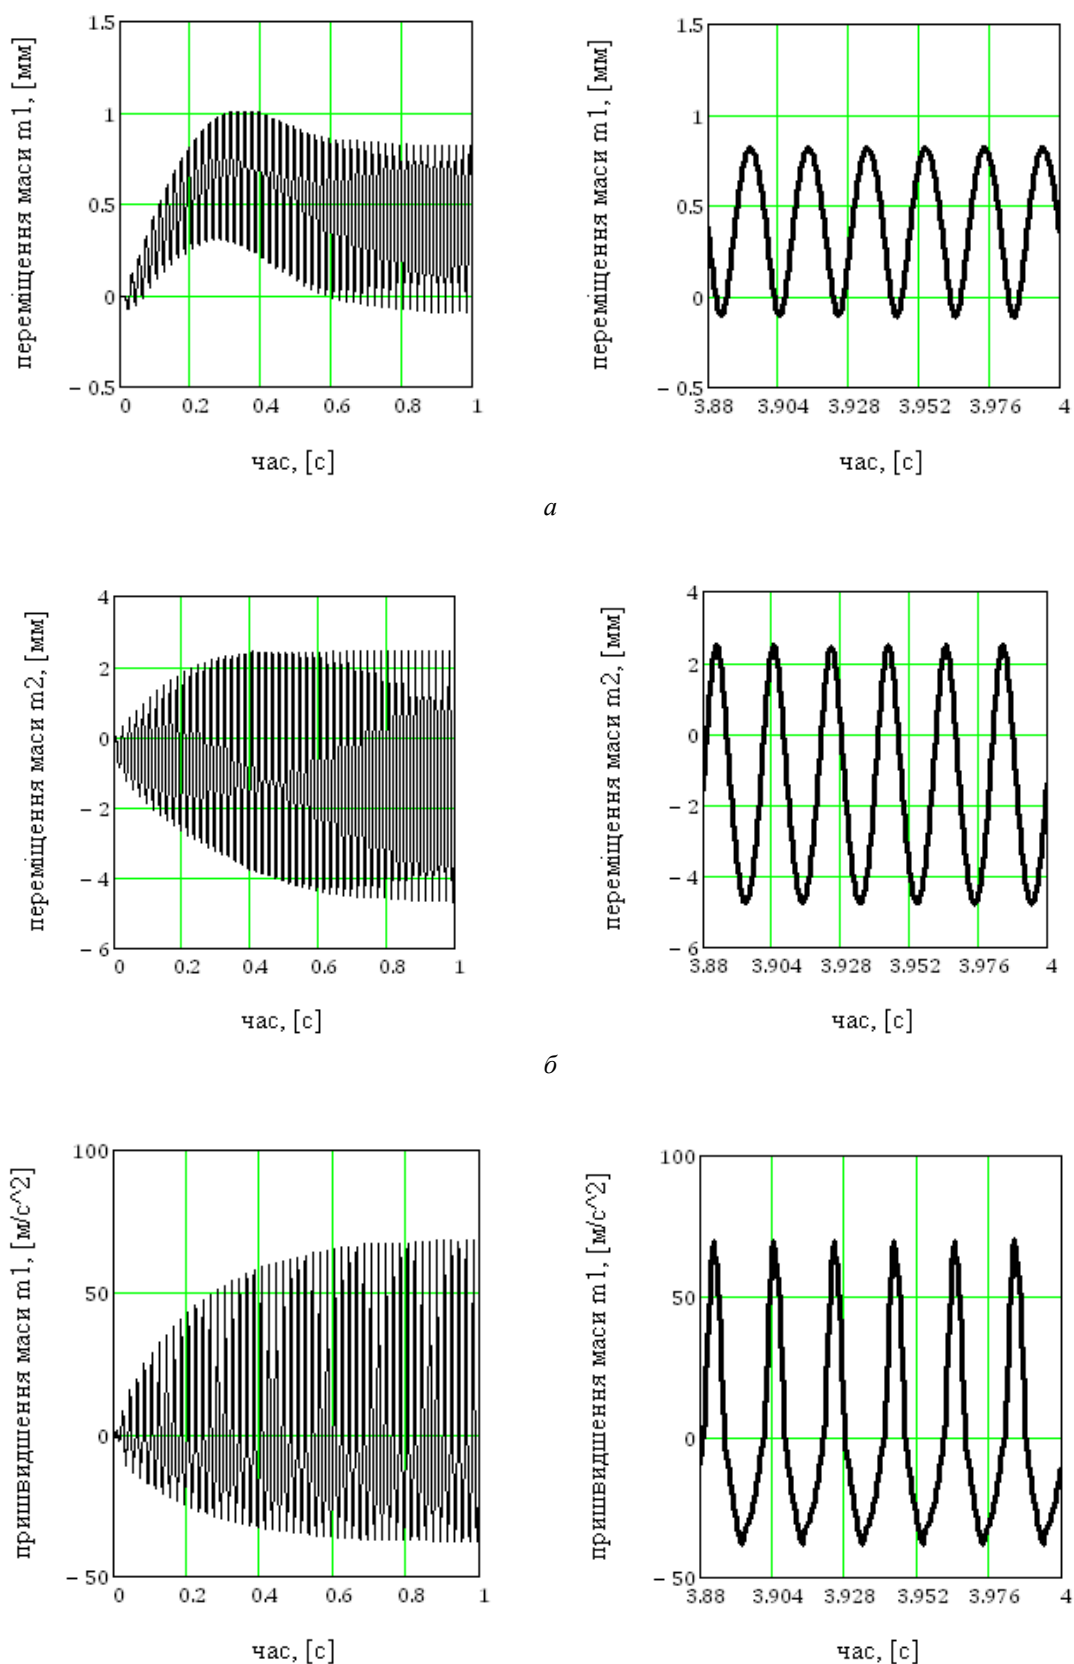 переміщення маси m1, [мм]
1.5
1
0.5
0
− 0.5
0 0.2 0.4 0.6 0.8 1
час, [с]
переміщення маси m1, [мм]
1.5
1
0.5
0
− 0.5
3.88 3.904 3.928 3.952 3.976 4
час, [с]
а
переміщення маси m2, [мм]
4
2
0
− 2
− 4
− 6
0 0.2 0.4 0.6 0.8 1
час, [с]
переміщення маси m2, [мм]
4
2
0
− 2
− 4
− 6
3.88 3.904 3.928 3.952 3.976 4
час, [с]
б
пришвидшення маси m1, [м/с^2]
100
50
0
− 50
0 0.2 0.4 0.6 0.8 1
час, [с]
пришвидшення маси m1, [м/с^2]
100
50
0
− 50
3.88 3.904 3.928 3.952 3.976 4
час, [с]